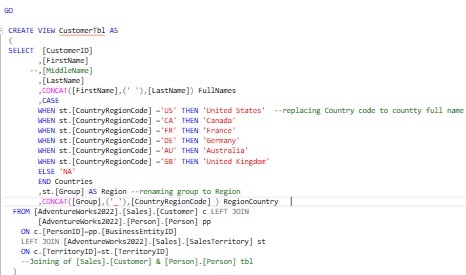 GO
CREATE VIEW CustomerTbl AS
(
SELECT [CustomerID]
,[FirstName]
--,[MiddleName]
,[LastName]
,CONCAT([FirstName],(' '),[LastName]) FullNames
,CASE
WHEN st.[CountryRegionCode] ='US' THEN 'United States' --replacing Country code to countty full name
WHEN st.[CountryRegionCode] ='CA' THEN 'Canada'
WHEN st.[CountryRegionCode] ='FR' THEN 'France'
WHEN st.[CountryRegionCode] ='DE' THEN 'Germany'
WHEN st.[CountryRegionCode] ='AU' THEN 'Australia'
WHEN st.[CountryRegionCode] ='GB' THEN 'United Kingdom'
ELSE 'NA'
END Countries
,st.[Group] AS Region --renaming group to Region
,CONCAT([Group],('_'),[CountryRegionCode] ) RegionCountry
FROM [AdventureWorks2022].[Sales].[Customer] c LEFT JOIN
[AdventureWorks2022].[Person].[Person] pp
ON c.[PersonID]=pp.[BusinessEntityID]
LEFT JOIN [AdventureWorks2022].[Sales].[SalesTerritory] st
ON c.[TerritoryID]=st.[TerritoryID]
--Joining of [Sales].[Customer] & [Person].[Person] tbl
)